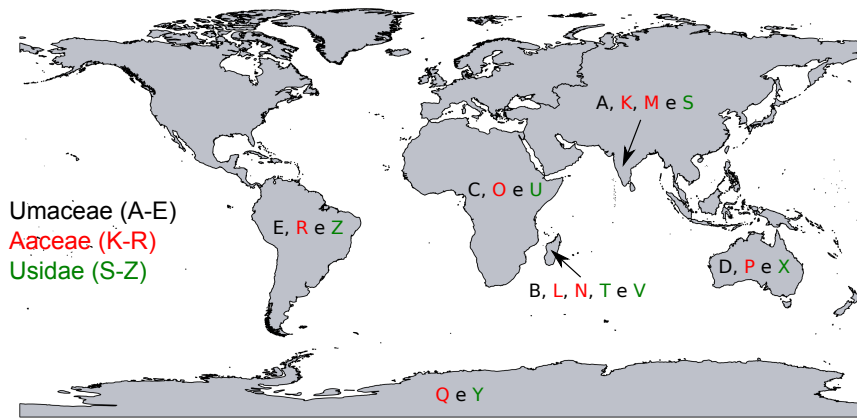 A, K, M e S
C, O e U
Umaceae (A-E)
E, R e Z
Aaceae (K-R)
Usidae (S-Z)
D, P e X
B, L, N, T e V
Q e Y